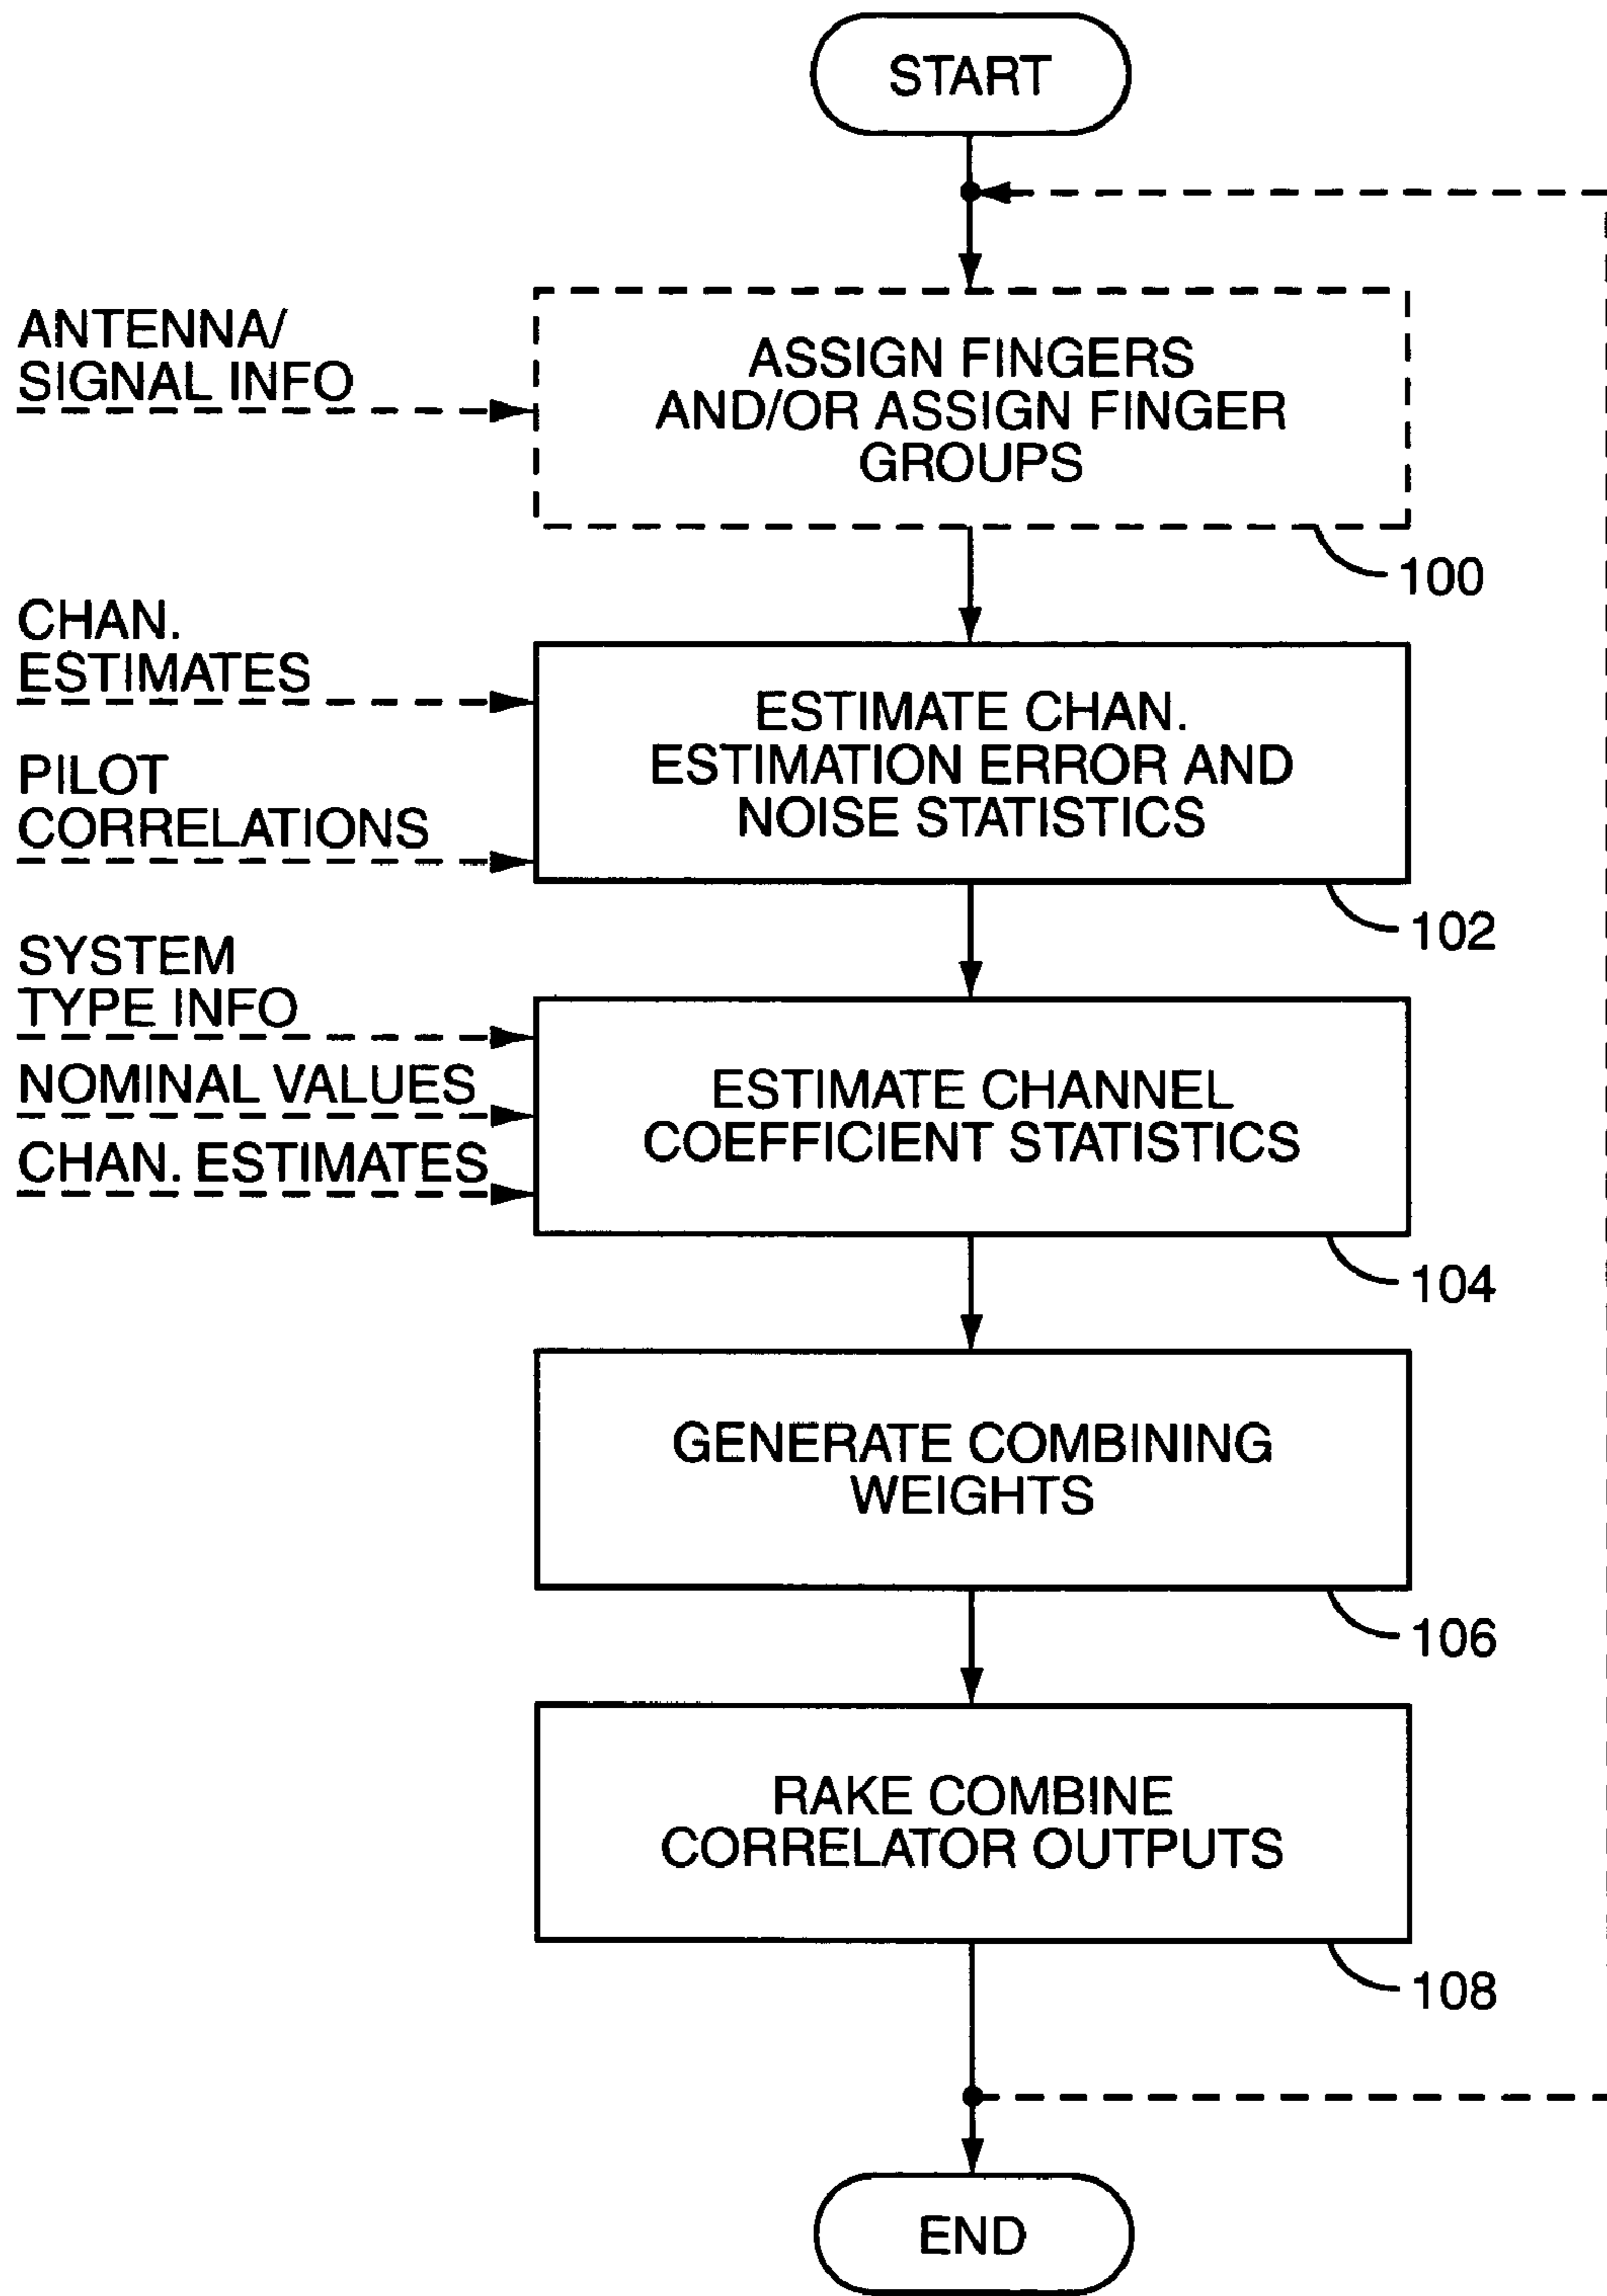 START
ANTENNA/
SIGNAL INFO
ASSIGN FINGERS
AND/OR ASSIGN FINGER
GROUPS
100
CHAN.
ESTIMATES
PILOT
CORRELATIONS
ESTIMATE CHAN.
ESTIMATION ERROR AND
NOISE STATISTICS
102
SYSTEM
TYPE INFO
NOMINAL VALUES
CHAN. ESTIMATES
ESTIMATE CHANNEL
COEFFICIENT STATISTICS
104
GENERATE COMBINING
WEIGHTS
106
RAKE COMBINE
CORRELATOR OUTPUTS
108
END